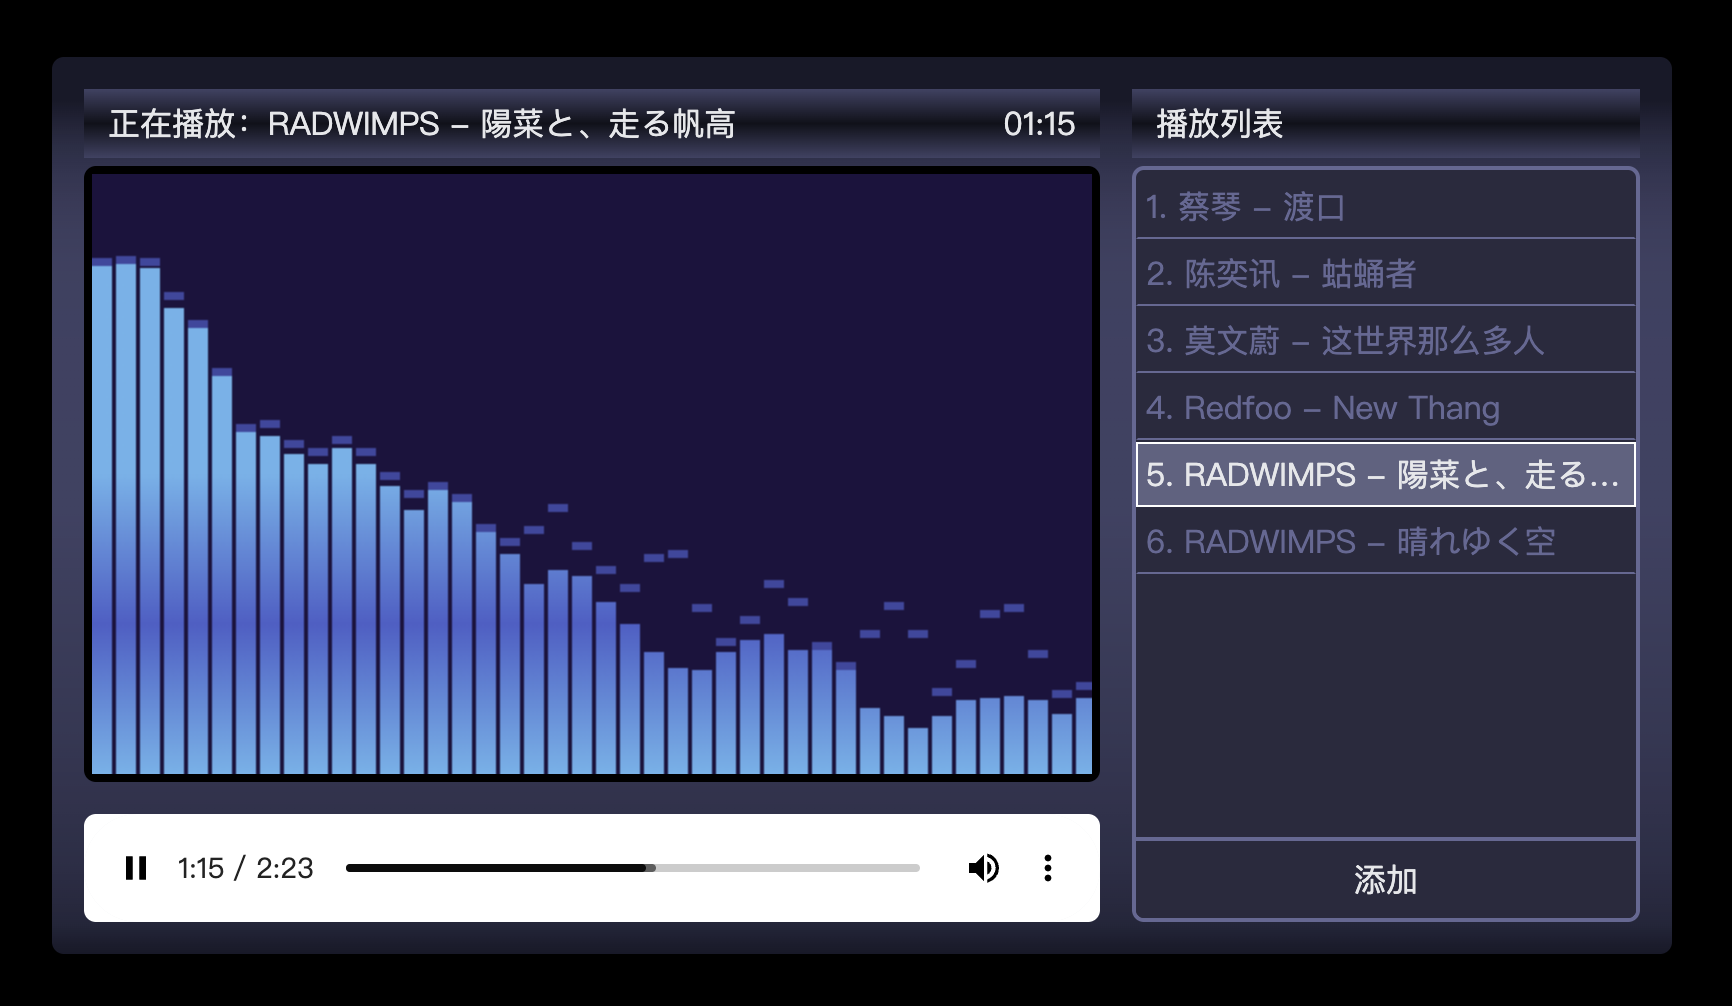 正在播放：RADWIMPS – 陽菜と、走る帆高 01:15
1:15 / 2:23
播放列表
1. 蔡琴 – 渡口
2. 陈奕讯 – 蛄蛹者
3. 莫文蔚 – 这世界那么多人
4. Redfoo – New Thang
5. RADWIMPS – 陽菜と、走る...
6. RADWIMPS – 晴れゆく空
添加